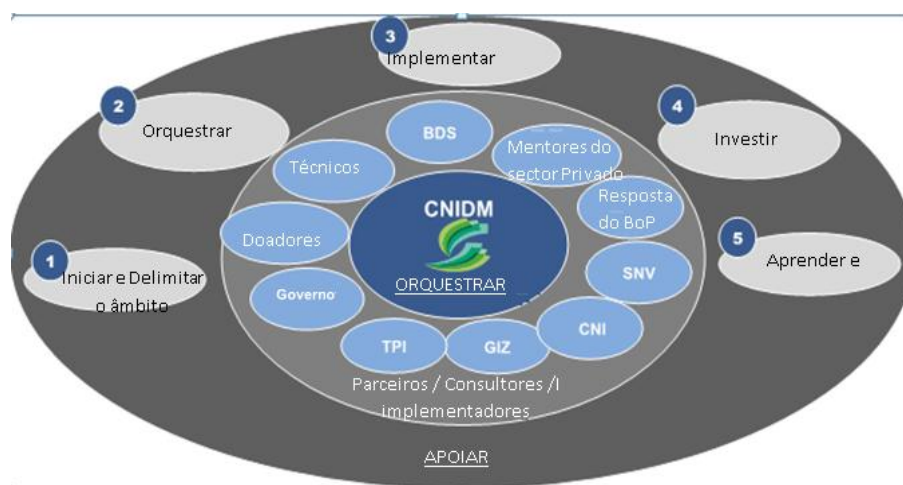 3
Implementar
2
Orquestrar
4
Investir
BDS
Mentores do
sector Privado
Técnicos
Resposta
do BoP
CNIDM
ORQUESTRAR
Doadores
SNV
1
Iniciar e Delimitar
o âmbito
5
Aprender e
Governo
CNI
TPI
GIZ
Parceiros / Consultores /I
implementadores
APOIAR